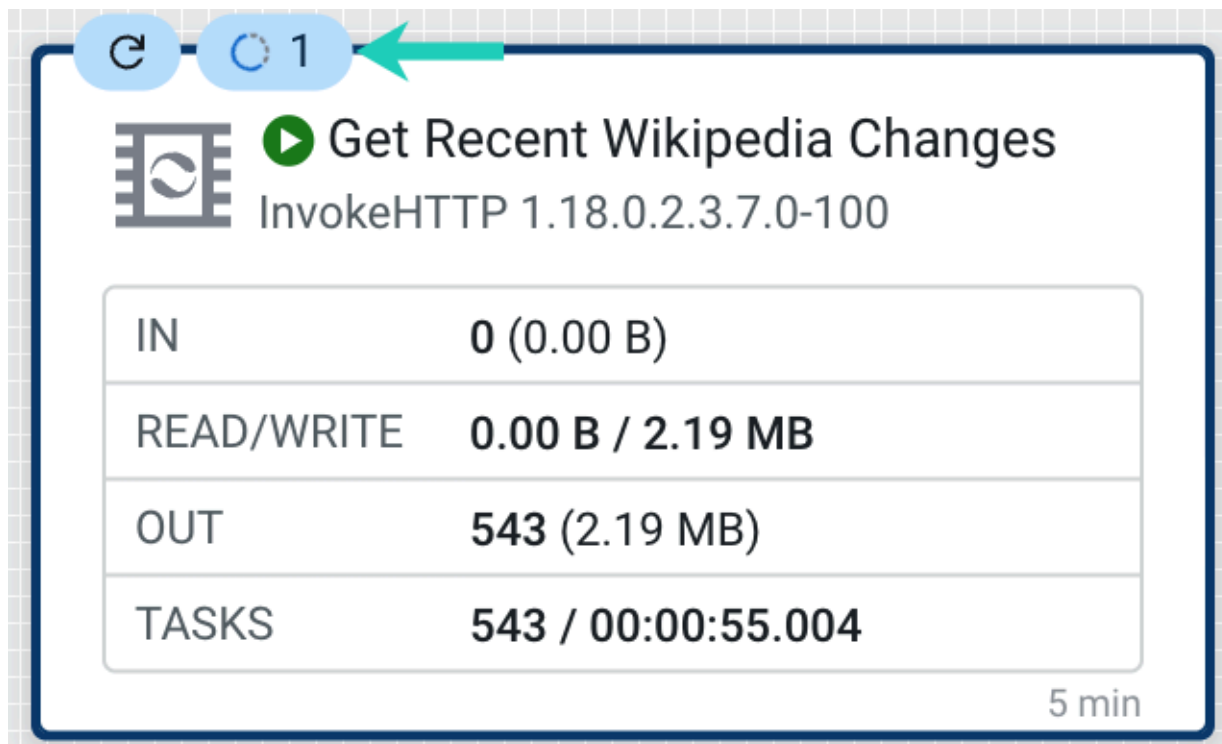 1
Get Recent Wikipedia Changes
InvokeHTTP 1.18.0.2.3.7.0-100
IN 0 (0.00 B)
READ/WRITE 0.00 B / 2.19 MB
OUT 543 (2.19 MB)
TASKS 543 / 00:00:55.004
5 min